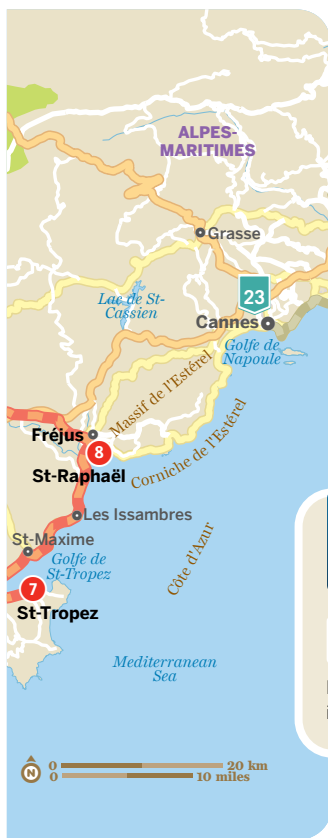 ALPES-
MARITIMES
Grasse
Lac de St-
Cassien
23
Cannes
Golfe de
Napoule
Massif de l'Estérel
Fréjus
8
St-Raphaël
Corniche de l'Estérel
Les Issambres
St-Maxime
Golfe de
St-Tropez
Côte d'Azur
7
St-Tropez
Mediterranean
Sea
N
0 20 km
0 10 miles